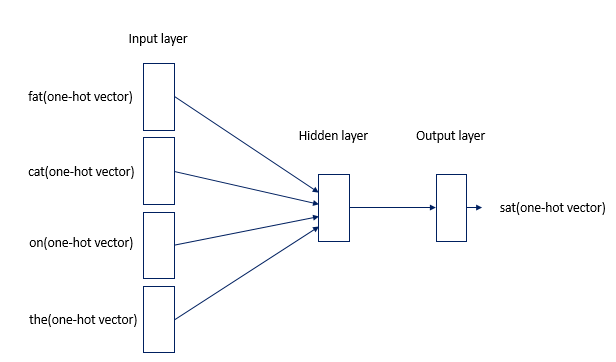 Input layer
fat(one-hot vector)
Hidden layer
Output layer
cat(one-hot vector)
sat(one-hot vector)
on(one-hot vector)
the(one-hot vector)